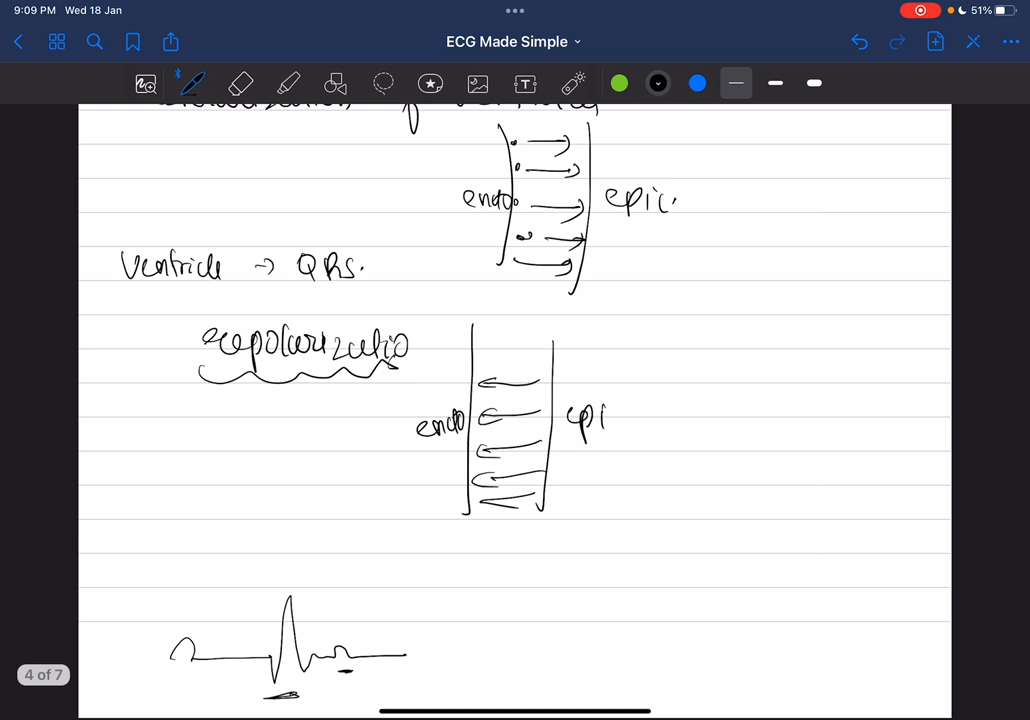 9:09 PM Wed 18 Jan
51%
ECG Made Simple
endo
epic.
Ventricle → QRS.
repolarizatio
endo
epi
4 of 7